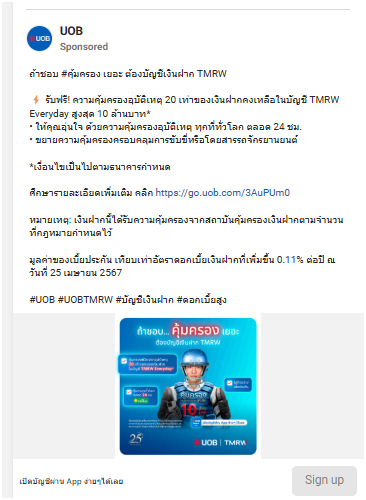 UOB
Sponsored
ถ้าชอบ #คุ้มครอง เยอะ ต้องบัญชีเงินฝาก TMRW
⚡ รับฟรี! ความคุ้มครองอุบัติเหตุ 20 เท่าของเงินฝากคงเหลือในบัญชี TMRW
Everyday สูงสุด 10 ล้านบาท*
• ให้คุณอุ่นใจ ด้วยความคุ้มครองอุบัติเหตุ ทุกที่ทั่วโลก ตลอด 24 ชม.
• ขยายความคุ้มครองครอบคลุมการขับขี่หรือโดยสารรถจักรยานยนต์
*เงื่อนไขเป็นไปตามธนาคารกำหนด
ศึกษารายละเอียดเพิ่มเติม คลิก https://go.uob.com/3AuPUm0
หมายเหตุ: เงินฝากนี้ได้รับความคุ้มครองจากสถาบันคุ้มครองเงินฝากตามจำนวน
ที่กฎหมายกำหนดไว้
มูลค่าของเบี้ยประกัน เทียบเท่าอัตราดอกเบี้ยเงินฝากที่เพิ่มขึ้น 0.11% ต่อปี ณ
วันที่ 25 เมษายน 2567
#UOB #UOBTMRW #บัญชีเงินฝาก #ดอกเบี้ยสูง
ถ้าชอบ... คุ้มครอง เยอะ
ต้องบัญชีเงินฝาก TMRW
TMRW Everyday
คุ้มครอง
10
25
UOB TMRW
เปิดบัญชีผ่าน App ง่ายๆได้เลย
Sign up